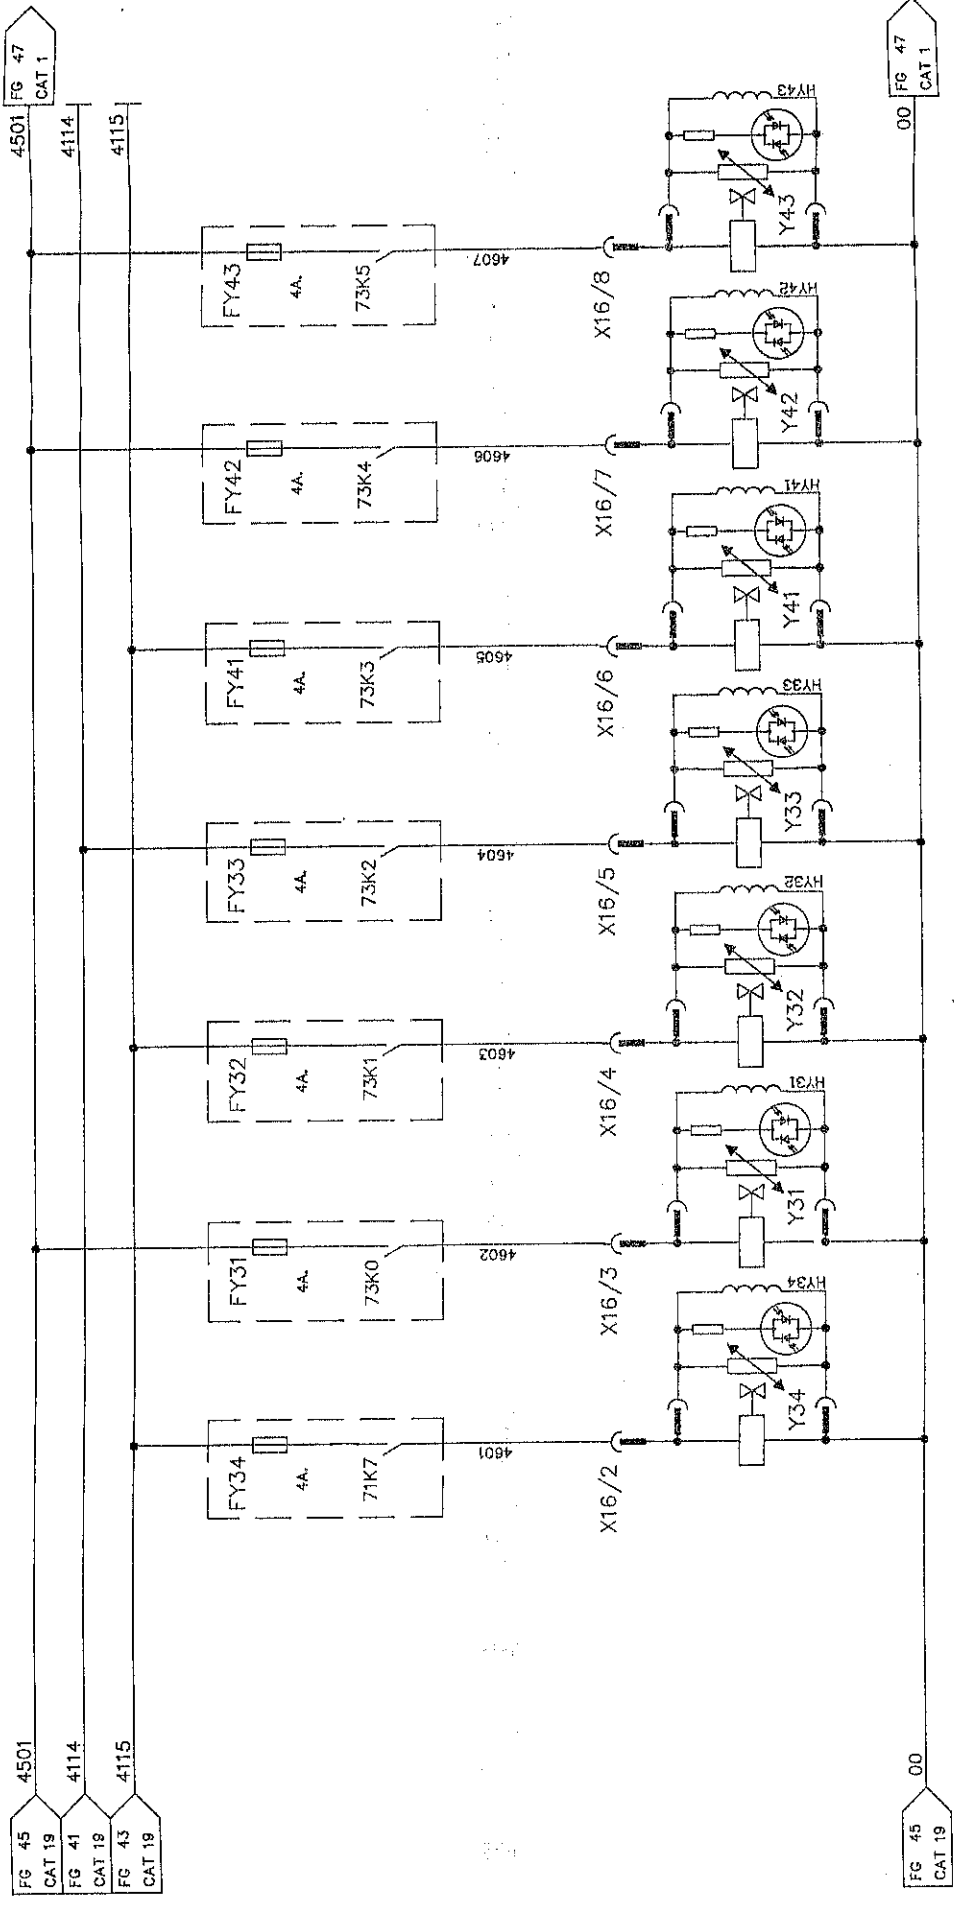 FG 45
CAT 19
4501
FG 41
CAT 19
4114
FG 43
CAT 19
4115
4501
FG 47
CAT 1
4114
4115
FY34
4A.
71K7
4601
X16/2
Y34
HY34
FY31
4A.
73K0
4602
X16/3
Y31
HY31
FY32
4A.
73K1
4603
X16/4
Y32
HY32
FY33
4A.
73K2
4604
X16/5
Y33
HY33
FY41
4A.
73K3
4605
X16/6
Y41
HY41
FY42
4A.
73K4
4606
X16/7
Y42
HY42
FY43
4A.
73K5
4607
X16/8
Y43
HY43
FG 45
CAT 19
00
00
FG 47
CAT 1